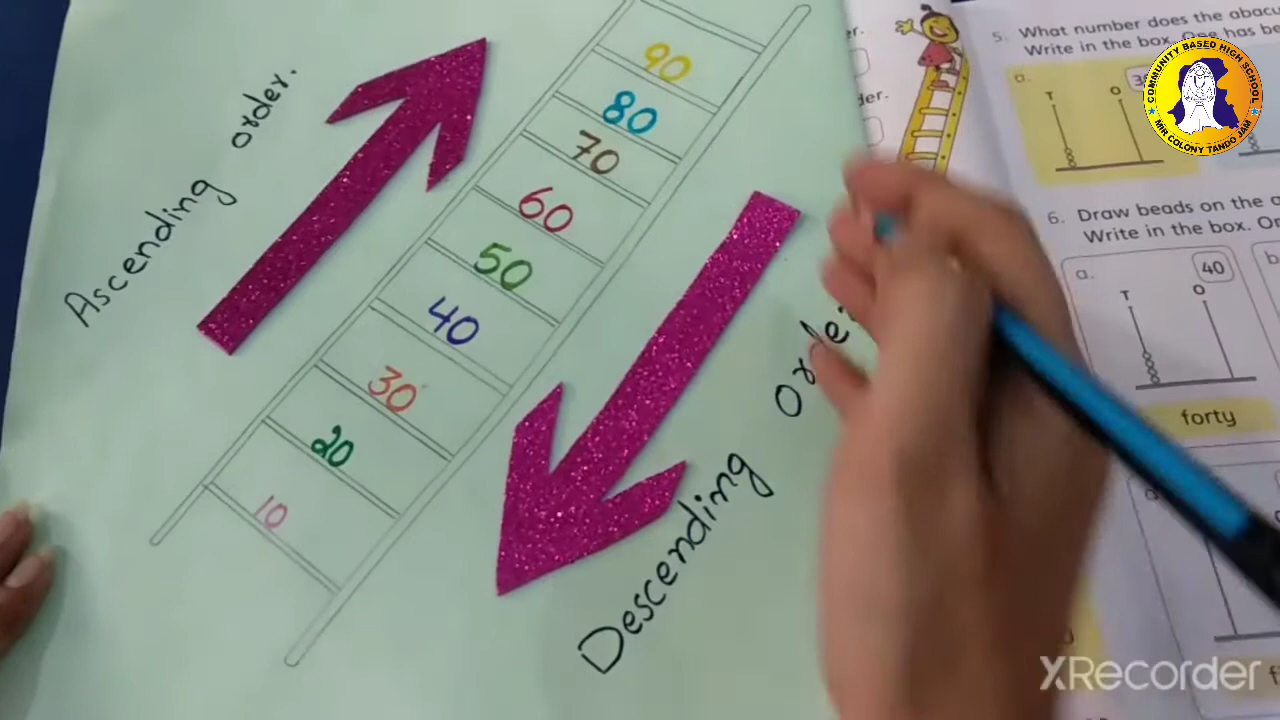 Ascending order.
90
80
70
60
50
40
30
20
10
Descending
er.
der.
5. What number does the abacu
Write in the box. One has be
a.
T O
6. Draw beads on the a
Write in the box. Or
a.
40
T O
forty
b
COMMUNITY BASED HIGH SCHOOL
MIR COLONY TANDO JAM
XRecorder